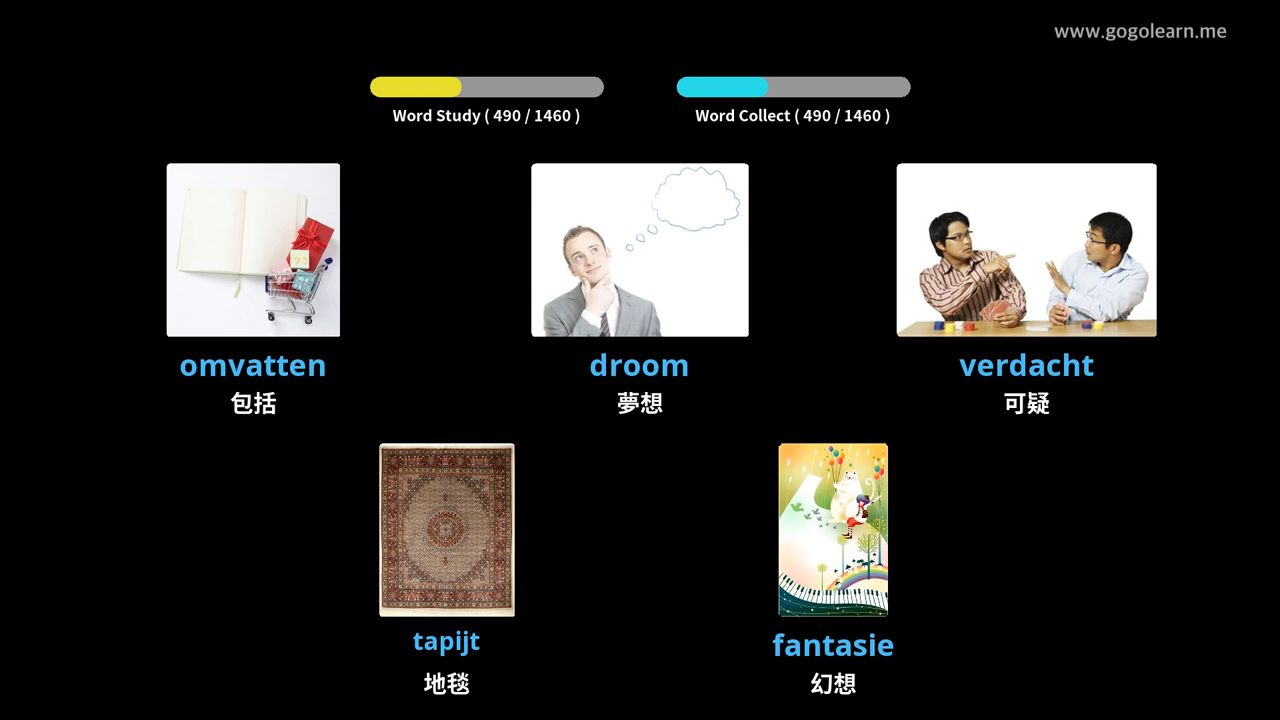 www.gogolearn.me
Word Study ( 490 / 1460 )
Word Collect ( 490 / 1460 )
omvatten
包括
droom
夢想
verdacht
可疑
tapijt
地毯
fantasie
幻想